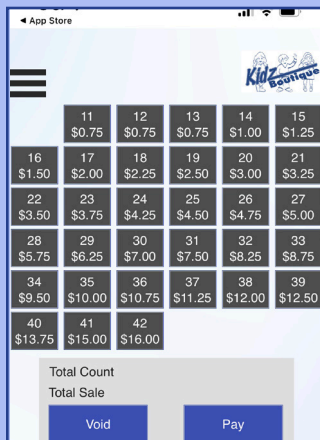 ◀ App Store
Kidz
Boutique
11 12 13 14 15
$0.75 $0.75 $0.75 $1.00 $1.25
16 17 18 19 20 21
$1.50 $2.00 $2.25 $2.50 $3.00 $3.25
22 23 24 25 26 27
$3.50 $3.75 $4.25 $4.50 $4.75 $5.00
28 29 30 31 32 33
$5.75 $6.25 $7.00 $7.50 $8.25 $8.75
34 35 36 37 38 39
$9.50 $10.00 $10.75 $11.25 $12.00 $12.50
40 41 42
$13.75 $15.00 $16.00
Total Count
Total Sale
Void Pay